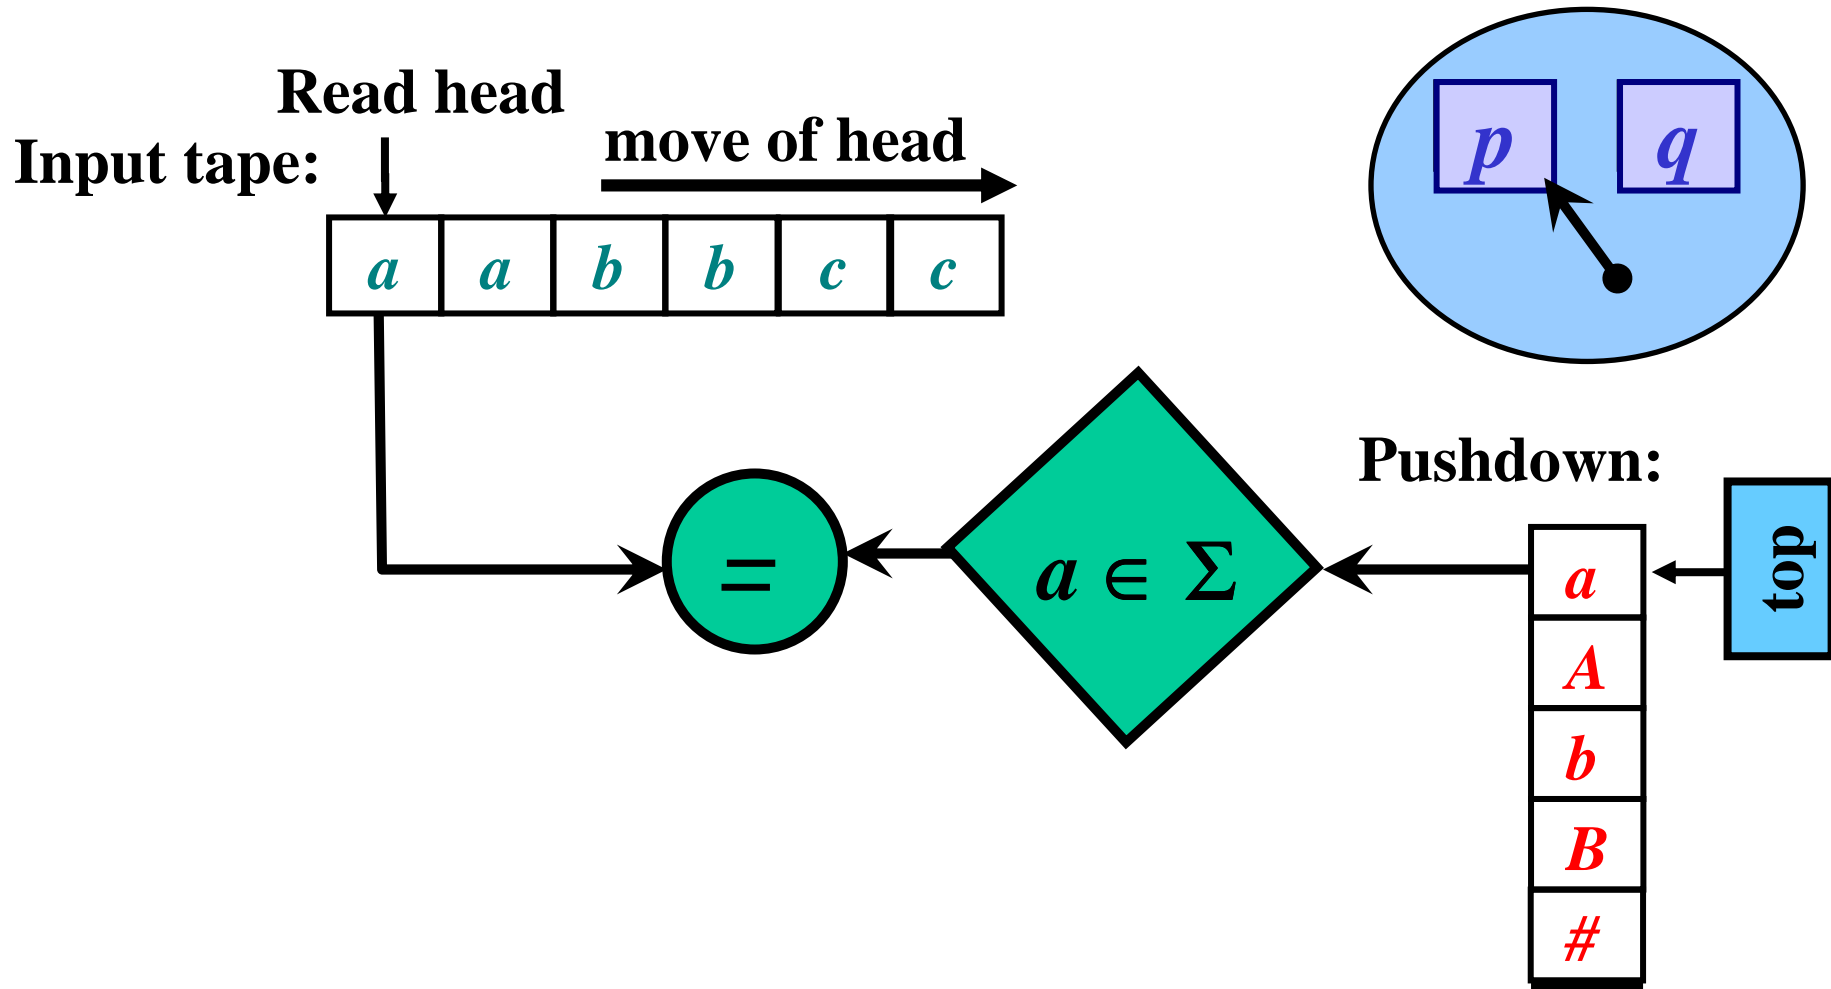 Read head
Input tape:
move of head
p q
a a b b c c
Pushdown:
= a ∈ Σ
top
a
A
b
B
#